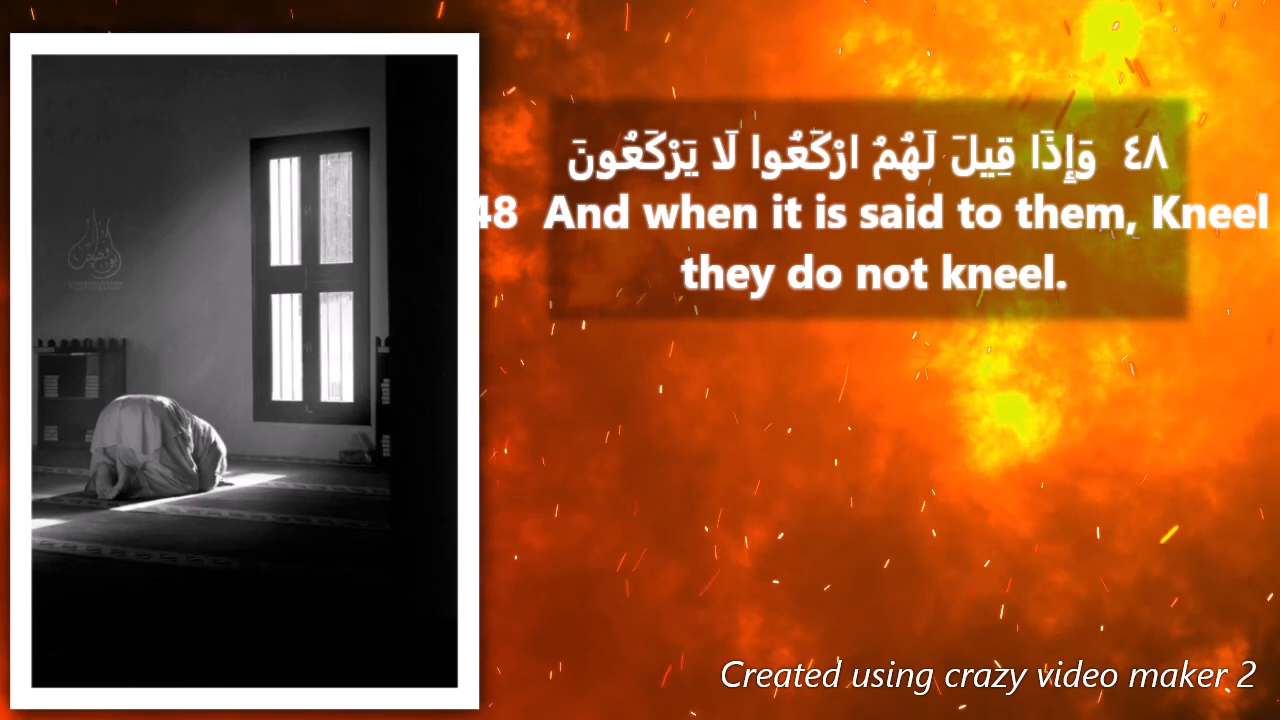 ٤٨ وَإِذَا قِيلَ لَهُمُ ارْكَعُوا لَا يَرْكَعُونَ
48 And when it is said to them, Kneel
they do not kneel.
Created using crazy video maker 2